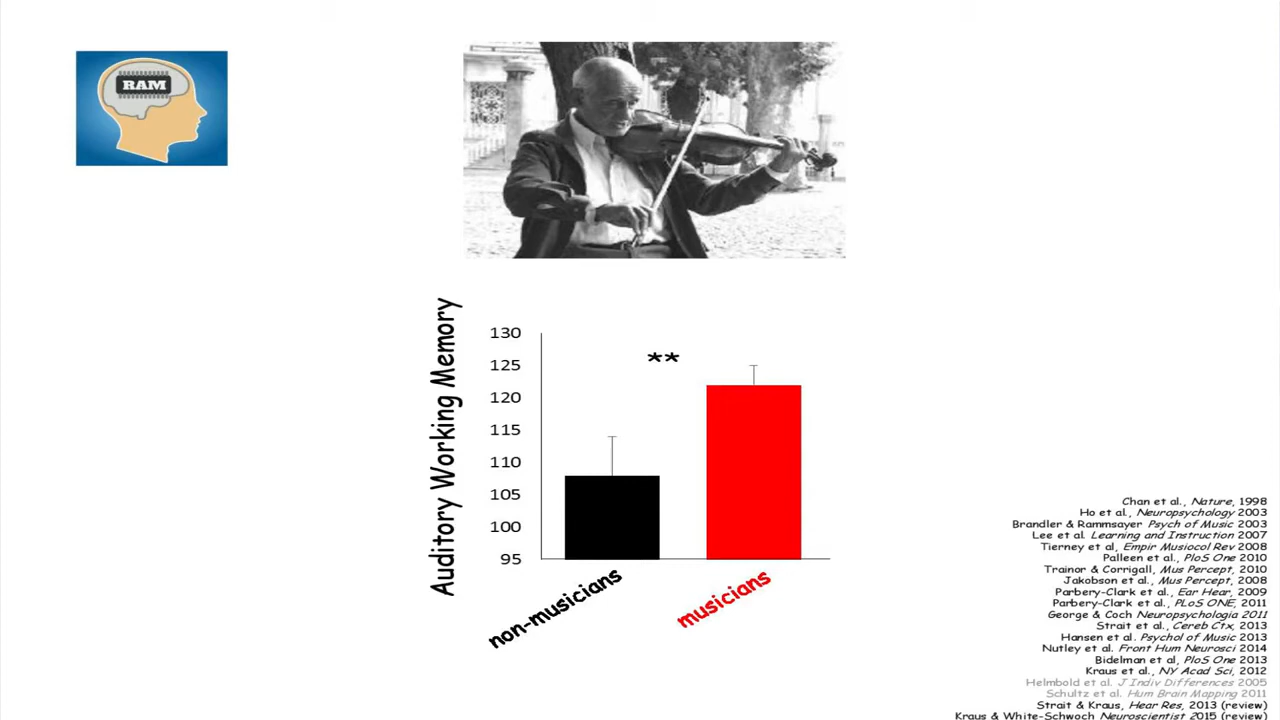 RAM
Auditory Working Memory
130
125
120
115
110
105
100
95
**
non-musicians
musicians
Chan et al., Nature, 1998
Ho et al., Neuropsychology 2003
Brandler & Rammsayer Psych of Music 2003
Lee et al. Learning and Instruction 2007
Tierney et al, Empir Musiocol Rev 2008
Palleen et al., PloS One 2010
Trainor & Corrigall, Mus Percept, 2010
Jakobson et al., Mus Percept, 2008
Parbery-Clark et al., Ear Hear, 2009
Parbery-Clark et al., PLoS ONE, 2011
George & Coch Neuropsychologia 2011
Strait et al., Cereb Ctx, 2013
Hansen et al. Psychol of Music 2013
Nutley et al. Front Hum Neurosci 2014
Bidelman et al, PloS One 2013
Kraus et al., NY Acad Sci, 2012
Helmbold et al. J Indiv Differences 2005
Schultz et al. Hum Brain Mapping 2011
Strait & Kraus, Hear Res, 2013 (review)
Kraus & White-Schwoch Neuroscientist 2015 (review)